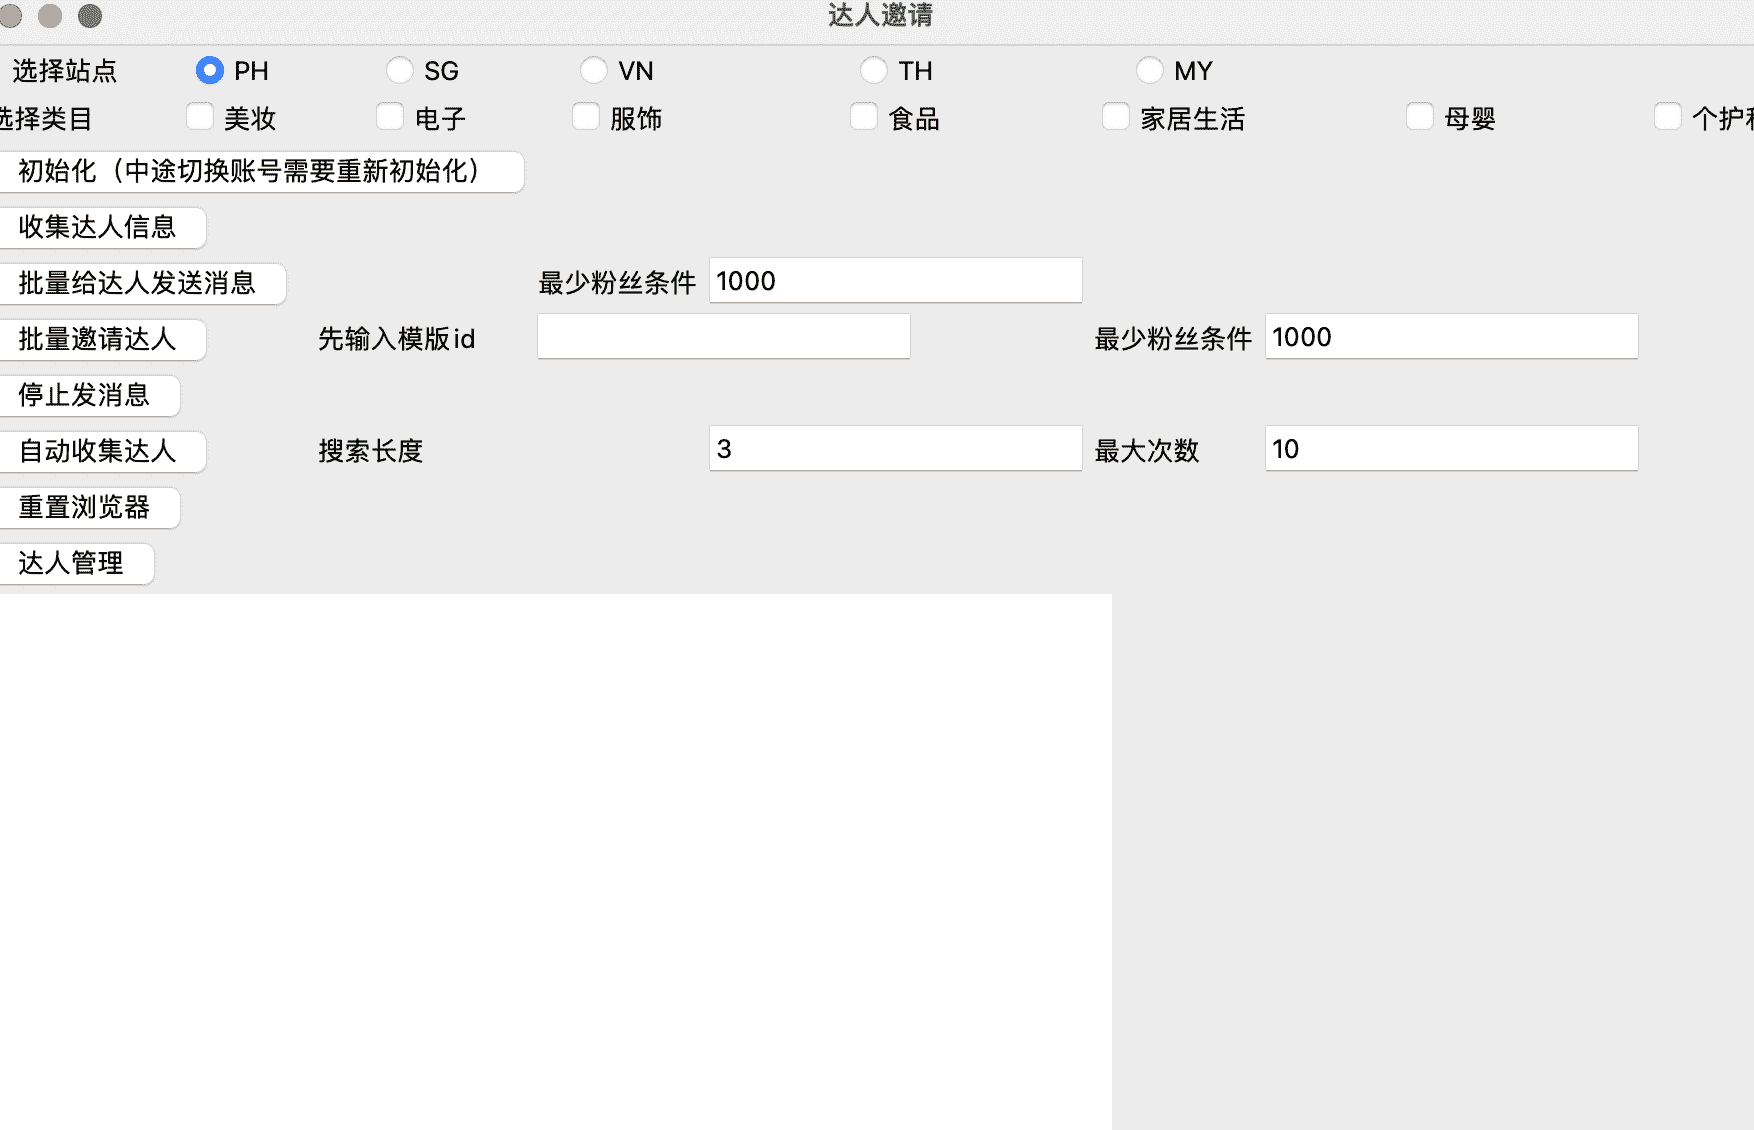 达人邀请
选择站点 PH SG VN TH MY
选择类目 美妆 电子 服饰 食品 家居生活 母婴 个护
初始化（中途切换账号需要重新初始化）
收集达人信息
批量给达人发送消息 最少粉丝条件 1000
批量邀请达人 先输入模版id 最少粉丝条件 1000
停止发消息
自动收集达人 搜索长度 3 最大次数 10
重置浏览器
达人管理